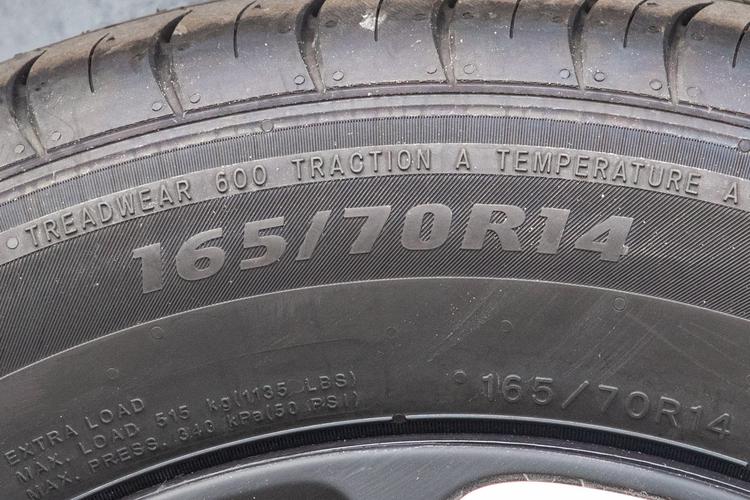 TREADWEAR 600 TRACTION A TEMPERATURE A
165/70R14
165/70R14
EXTRA LOAD
MAX. LOAD 515 kg(1135 LBS)
MAX. PRESS. 340 KPa(50 PSI)